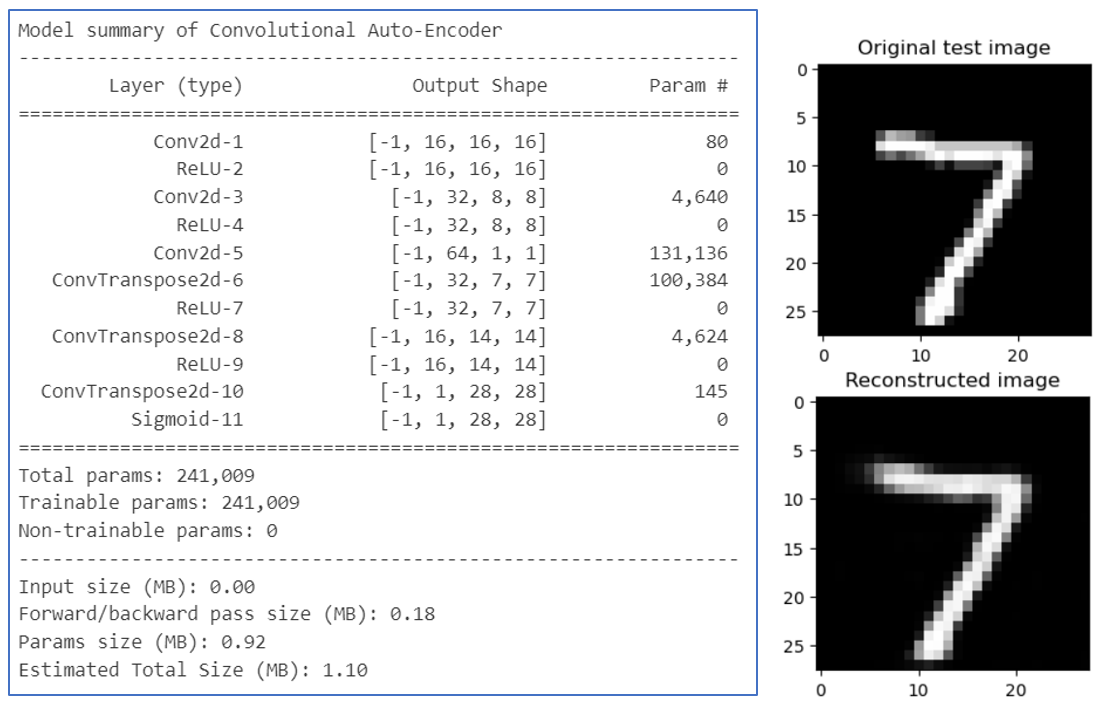 Model summary of Convolutional Auto-Encoder
----------------------------------------------------------------
Layer (type) Output Shape Param #
================================================================
Conv2d-1 [-1, 16, 16, 16] 80
ReLU-2 [-1, 16, 16, 16] 0
Conv2d-3 [-1, 32, 8, 8] 4,640
ReLU-4 [-1, 32, 8, 8] 0
Conv2d-5 [-1, 64, 1, 1] 131,136
ConvTranspose2d-6 [-1, 32, 7, 7] 100,384
ReLU-7 [-1, 32, 7, 7] 0
ConvTranspose2d-8 [-1, 16, 14, 14] 4,624
ReLU-9 [-1, 16, 14, 14] 0
ConvTranspose2d-10 [-1, 1, 28, 28] 145
Sigmoid-11 [-1, 1, 28, 28] 0
================================================================
Total params: 241,009
Trainable params: 241,009
Non-trainable params: 0
----------------------------------------------------------------
Input size (MB): 0.00
Forward/backward pass size (MB): 0.18
Params size (MB): 0.92
Estimated Total Size (MB): 1.10
Original test image
0
5
10
15
20
25
0 10 20
Reconstructed image
0
5
10
15
20
25
0 10 20